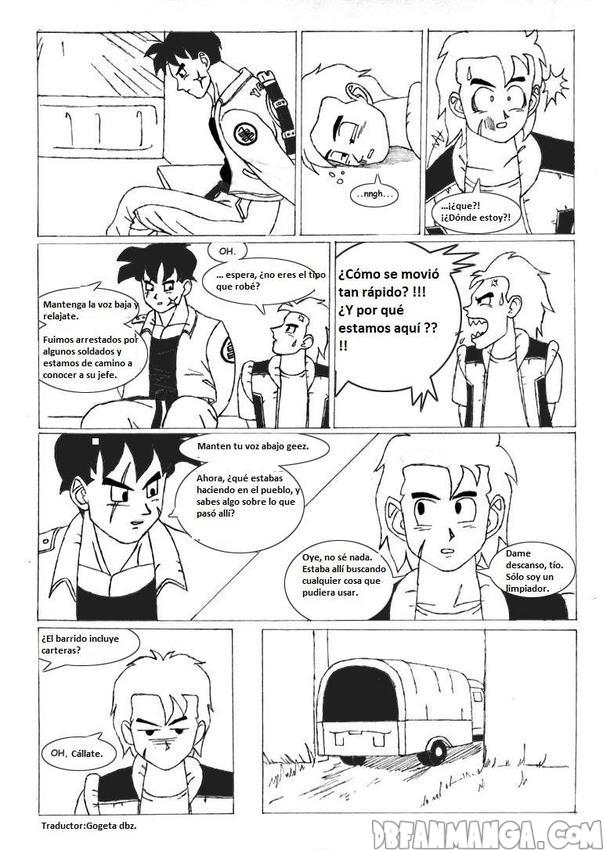 ..nngh.
...¡¿que?!
¡¿Dónde estoy?!
Mantenga la voz baja y
relajate.
Fuimos arrestados por
algunos soldados y
estamos de camino a
conocer a su jefe.
OH,
... espera, ¿no eres el tipo
que robé?
¿Cómo se movió
tan rápido? !!!
¿Y por qué
estamos aquí ??
!!
Manten tu voz abajo geez.
Ahora, ¿qué estabas
haciendo en el pueblo, y
sabes algo sobre lo que
pasó allí?
Oye, no sé nada.
Estaba allí buscando
cualquier cosa que
pudiera usar.
Dame
descanso, tío.
Sólo soy un
limpiador.
¿El barrido incluye
carteras?
OH, Cállate.
Traductor:Gogeta dbz.
DBFANMANGA.COM